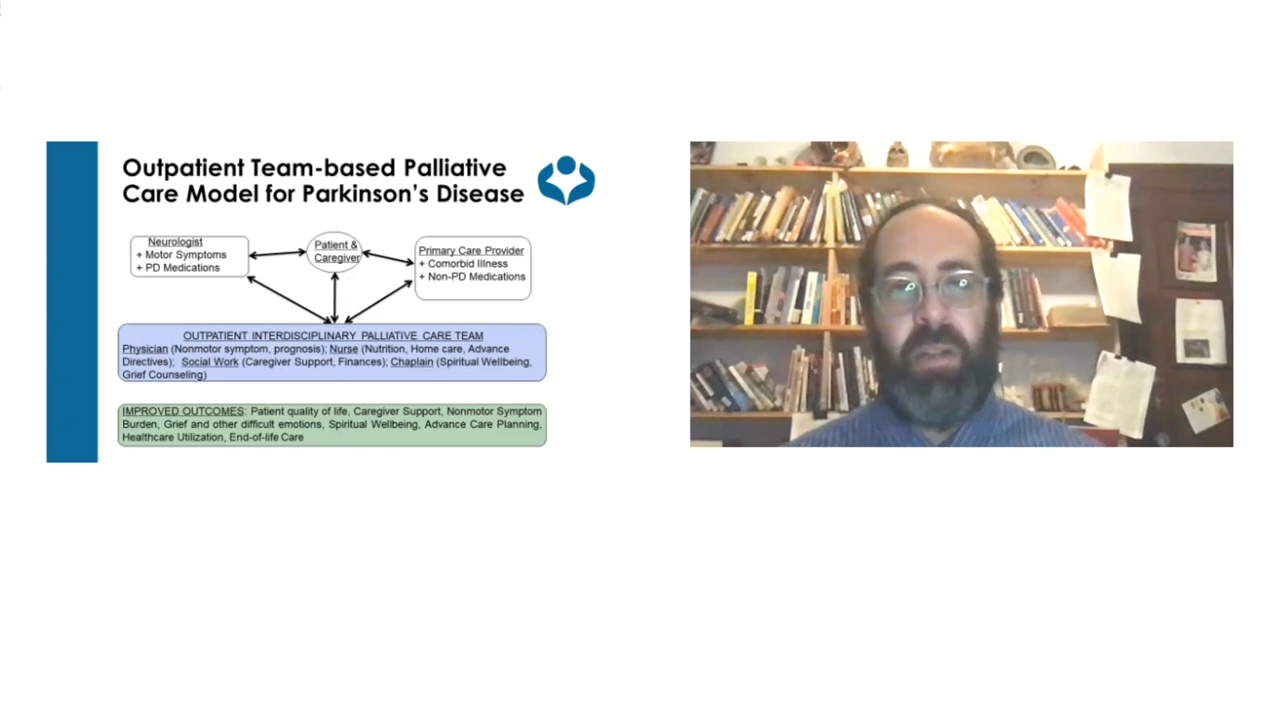 Outpatient Team-based Palliative
Care Model for Parkinson's Disease
Neurologist
+ Motor Symptoms
+ PD Medications
Patient &
Caregiver
Primary Care Provider
+ Comorbid Illness
+ Non-PD Medications
OUTPATIENT INTERDISCIPLINARY PALLIATIVE CARE TEAM
Physician (Nonmotor symptom, prognosis); Nurse (Nutrition, Home care, Advance
Directives); Social Work (Caregiver Support, Finances); Chaplain (Spiritual Wellbeing,
Grief Counseling)
IMPROVED OUTCOMES: Patient quality of life, Caregiver Support, Nonmotor Symptom
Burden, Grief and other difficult emotions, Spiritual Wellbeing, Advance Care Planning,
Healthcare Utilization, End-of-life Care